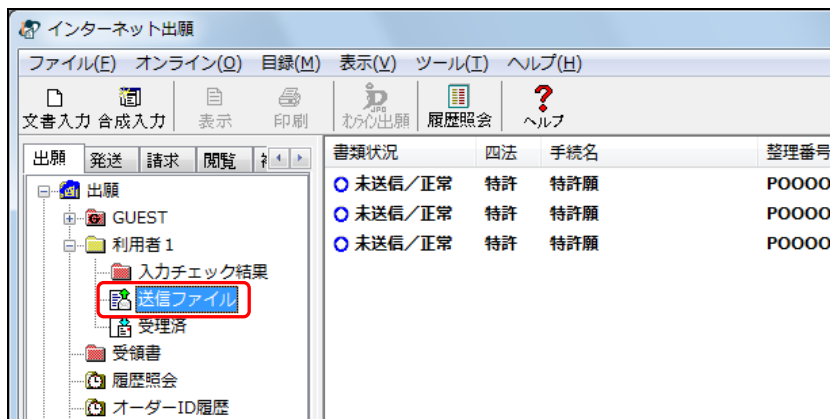 インターネット出願
ファイル(F) オンライン(O) 目録(M) 表示(V) ツール(T) ヘルプ(H)
文書入力 合成入力 表示 印刷 オンライン出願 履歴照会 ヘルプ
出願 発送 請求 閲覧
書類状況 四法 手続名 整理番号
出願
GUEST
利用者1
入力チェック結果
送信ファイル
受理済
受領書
履歴照会
オーダーID履歴
未送信/正常 特許 特許願 P0000
未送信/正常 特許 特許願 P0000
未送信/正常 特許 特許願 P0000